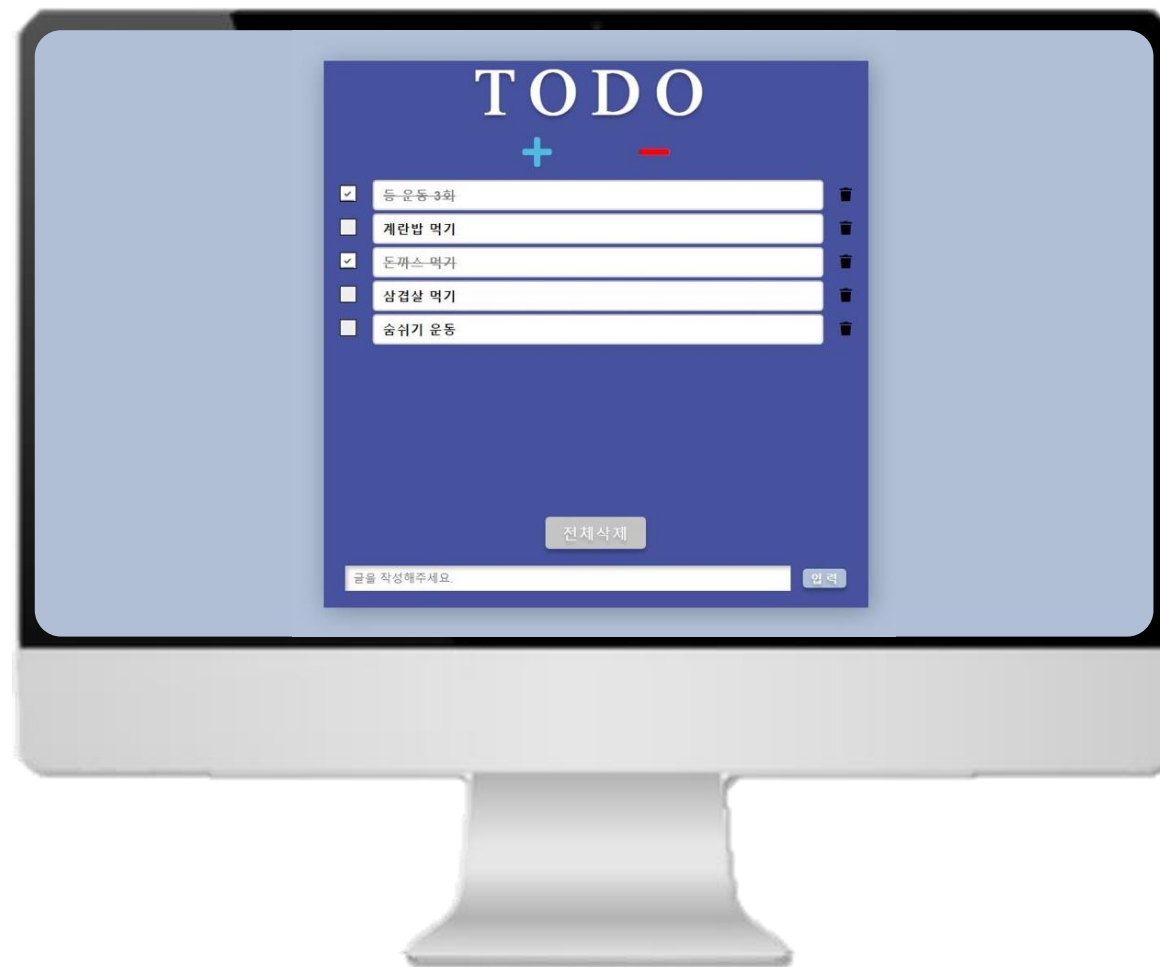 TODO
등 운동 3화
계란밥 먹기
돈까스 먹기
삼겹살 먹기
숨쉬기 운동
전체삭제
글을 작성해주세요.
입력